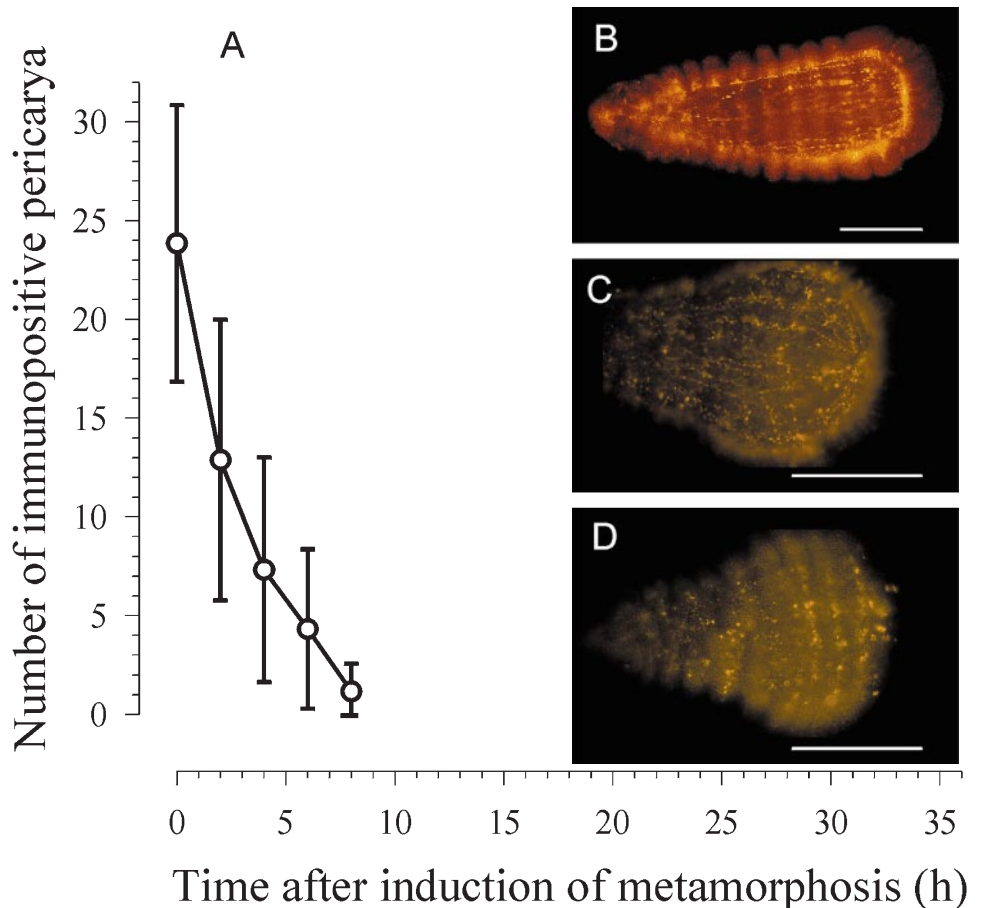 A
B
C
D
Number of immunopositive pericarya
30
25
20
15
10
5
0
0 5 10 15 20 25 30 35
Time after induction of metamorphosis (h)